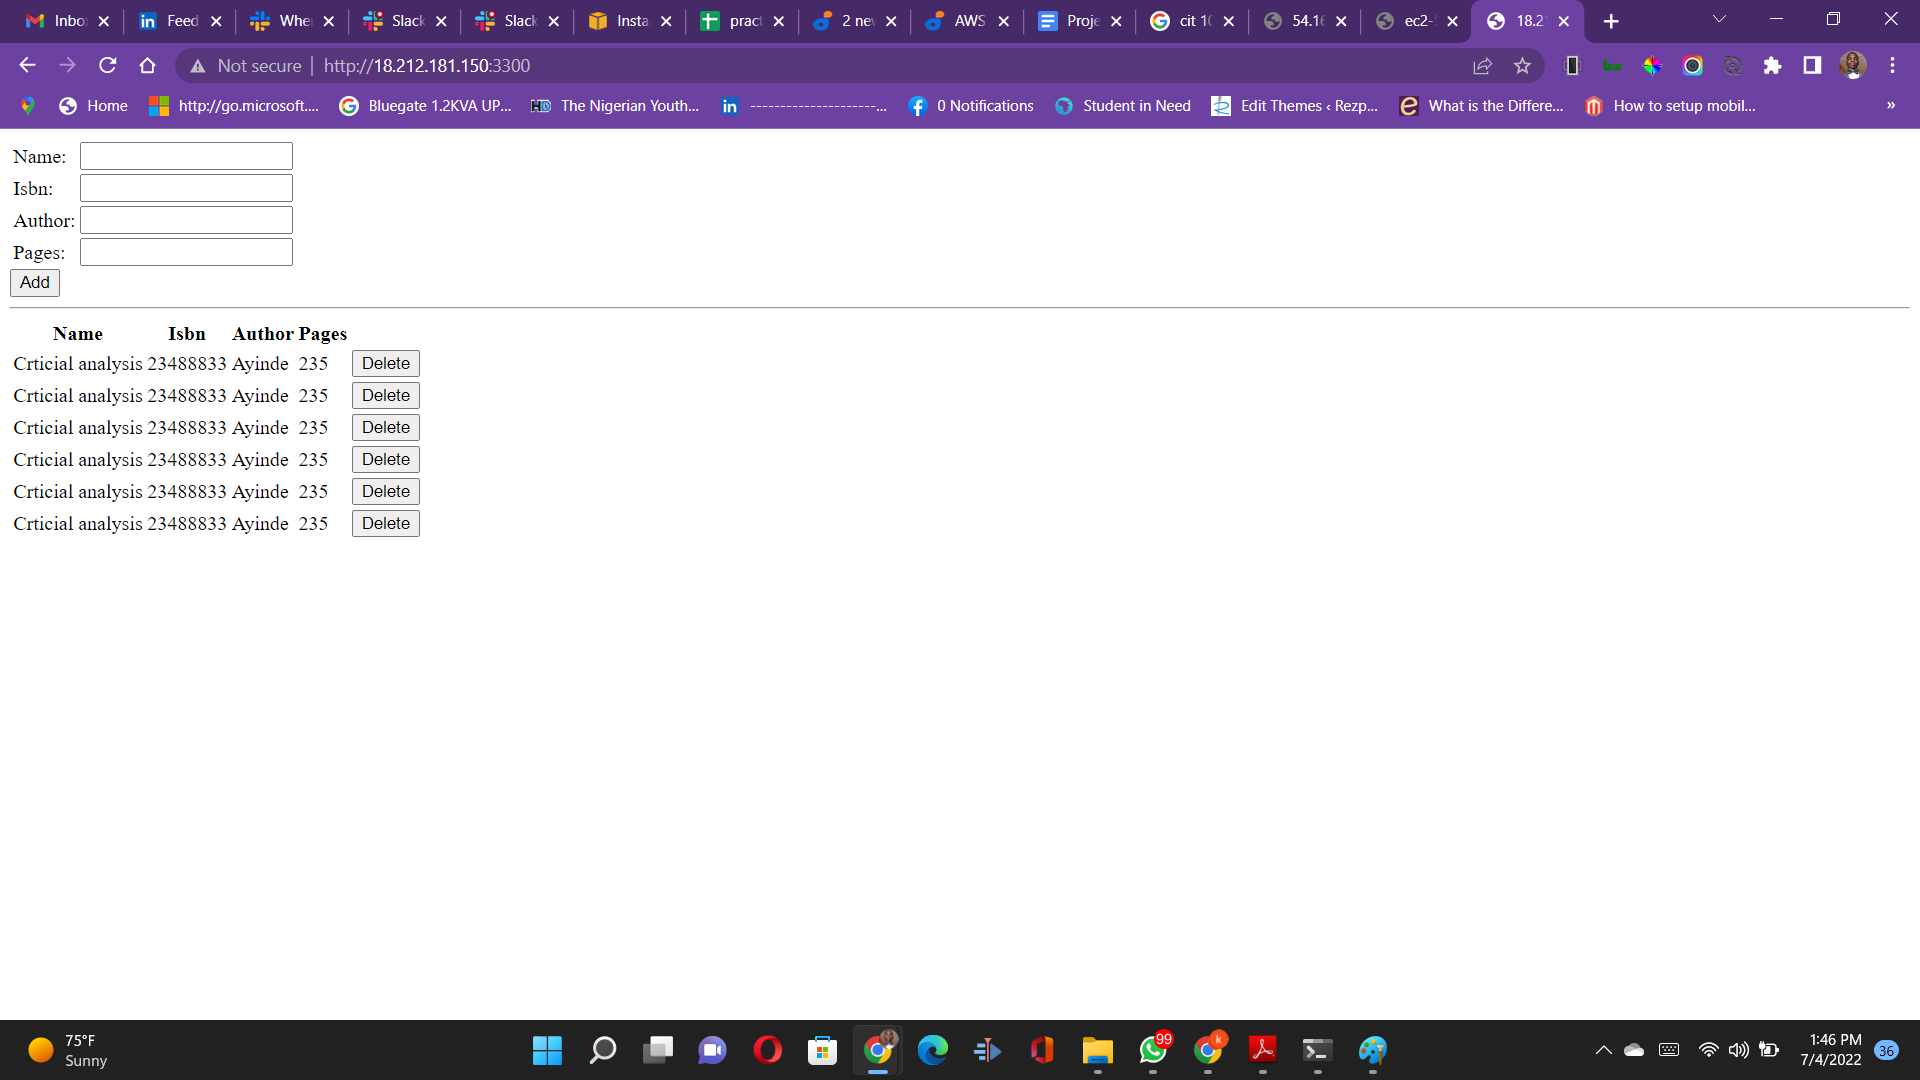 Inbo Feed Whe Slack Slack Insta prac 2 ne AWS Proje cit 10 54.16 ec2- 18.2
Not secure | http://18.212.181.150:3300
Home http://go.microsoft.... Bluegate 1.2KVA UP... The Nigerian Youth... --------------------... 0 Notifications Student in Need Edit Themes ‹ Rezp... What is the Differe... How to setup mobil... »
Name:
Isbn:
Author:
Pages:
Add
Name Isbn Author Pages
Crticial analysis 23488833 Ayinde 235 Delete
Crticial analysis 23488833 Ayinde 235 Delete
Crticial analysis 23488833 Ayinde 235 Delete
Crticial analysis 23488833 Ayinde 235 Delete
Crticial analysis 23488833 Ayinde 235 Delete
Crticial analysis 23488833 Ayinde 235 Delete
75°F
Sunny
99
k
1:46 PM
7/4/2022
36